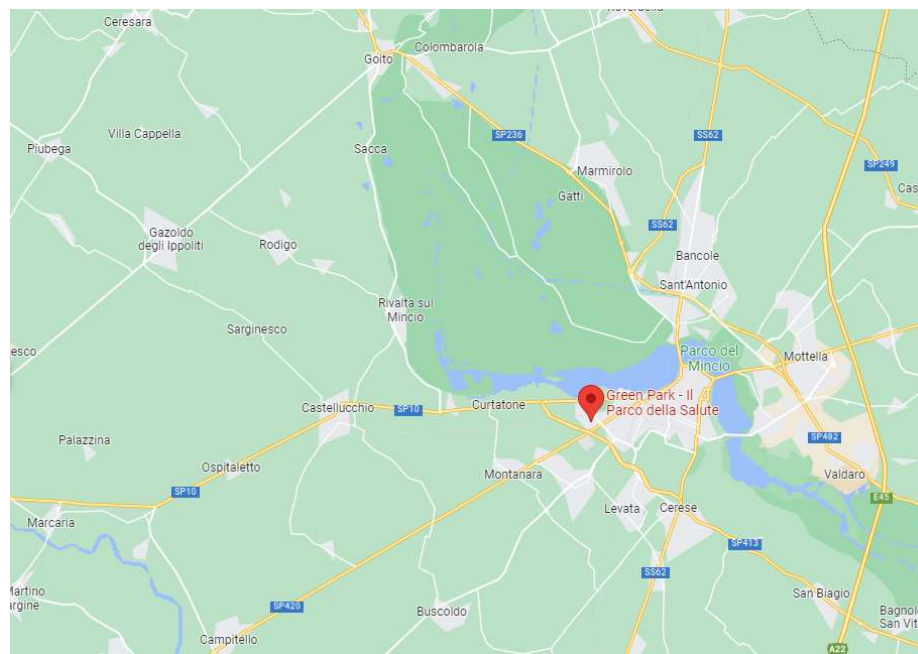 Ceresara
Colombarola
Goito
SP236
SS62
Villa Cappella
Piubega
Sacca
Marmirolo
SP249
Gatti
Gazoldo
degli Ippoliti
Rodigo
SS62
Bancole
Sant'Antonio
Rivalta sul
Mincio
Sarginesco
Parco del
Mincio
Mottella
Green Park - Il
Parco della Salute
Castellucchio
SP10
Curtatone
Palazzina
SP482
Ospitaletto
Montanara
Valdaro
SP10
E45
Marcaria
Levata
Cerese
SP413
SS62
San Biagio
SP420
Buscoldo
Campitello
A22